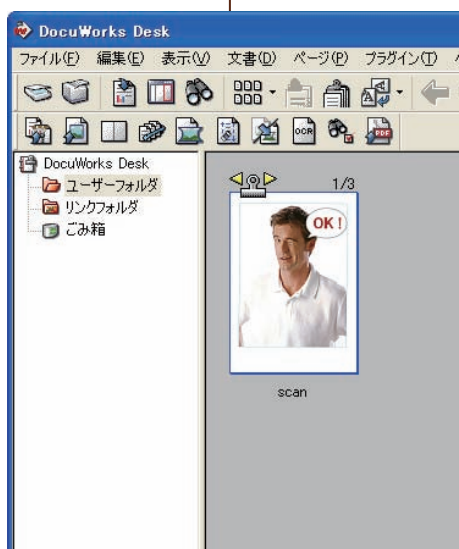 DocuWorks Desk
ファイル(F) 編集(E) 表示(V) 文書(D) ページ(P) プラグイン(T)
OCR
PDF
DocuWorks Desk
ユーザーフォルダ
リンクフォルダ
ごみ箱
1/3
OK!
scan